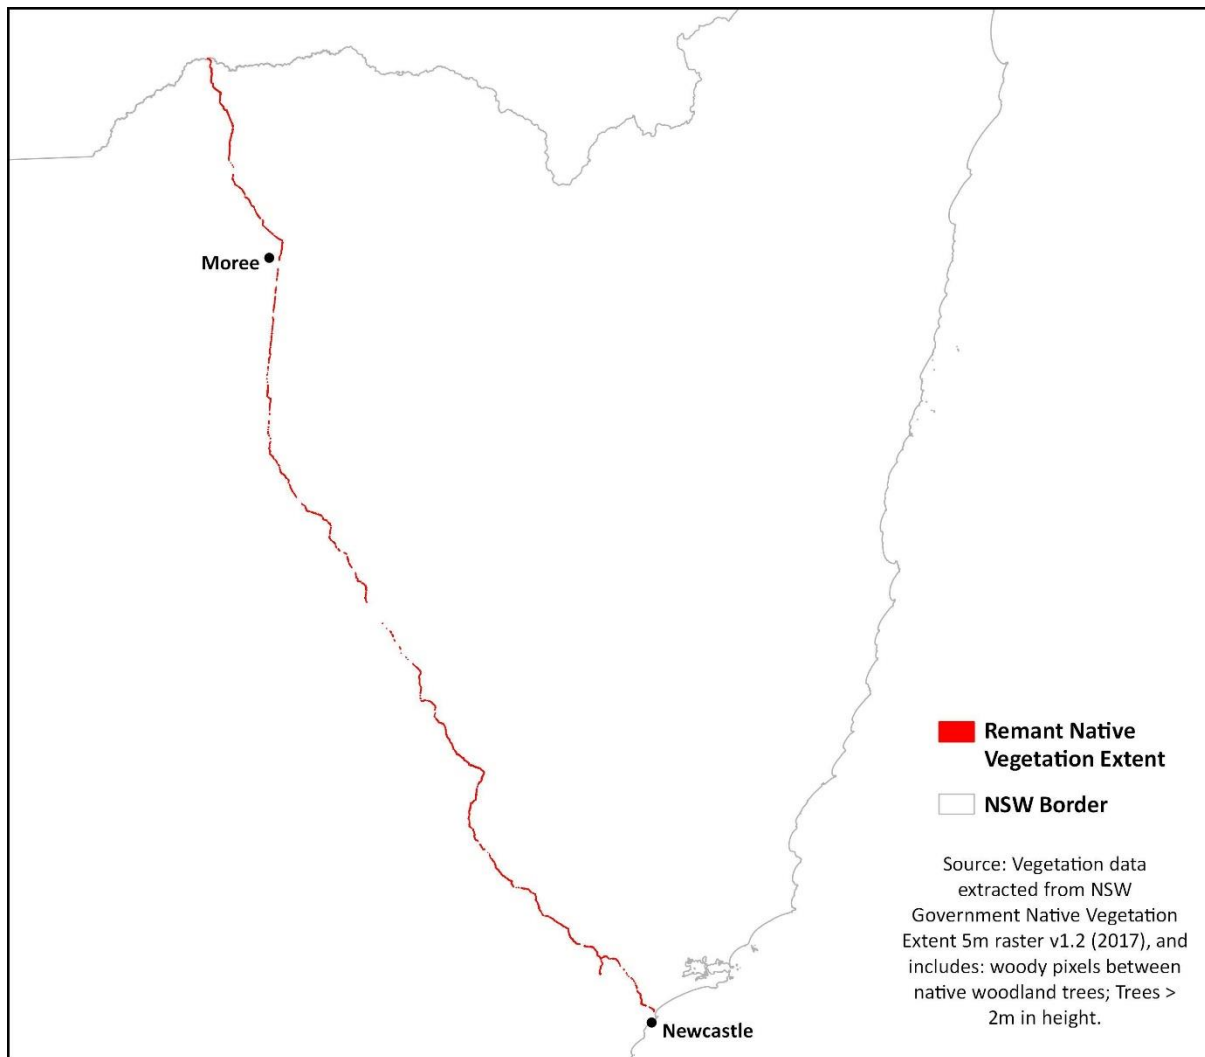 Moree
Remant Native
Vegetation Extent
NSW Border
Source: Vegetation data
extracted from NSW
Government Native Vegetation
Extent 5m raster v1.2 (2017), and
includes: woody pixels between
native woodland trees; Trees >
2m in height.
Newcastle